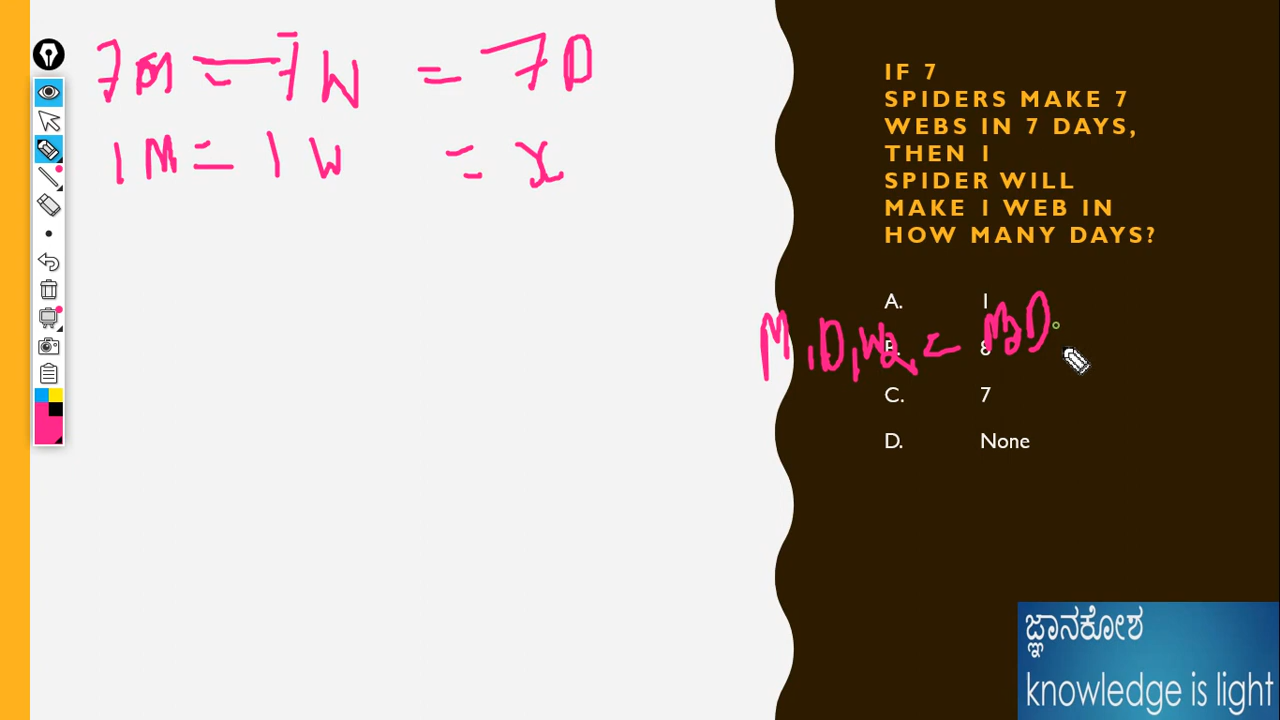 7M = 7W = 7D
1M = 1W = x
IF 7
SPIDERS MAKE 7
WEBS IN 7 DAYS,
THEN 1
SPIDER WILL
MAKE 1 WEB IN
HOW MANY DAYS?
A. 1
M1D1W2 = M2D
B. 8
C. 7
D. None
ಜ್ಞಾನಕೋಶ
knowledge is light